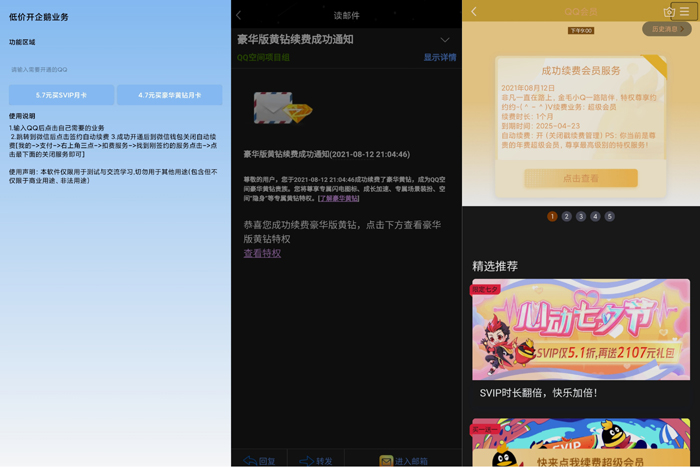 低价开企鹅业务
功能区域
请输入需要开通的QQ
5.7元买SVIP月卡
4.7元买豪华黄钻月卡
使用说明
1.输入QQ后点击自己需要的业务
2.跳转到微信后点击签约自动续费 3.成功开通后到微信钱包关闭自动续
费[我的->支付->右上角三点->扣费服务->找到刚签约的服务点击->点
击最下面的关闭服务即可]
使用声明：本软件仅限用于测试与交流学习,切勿用于其他用途(包含但不
仅限于商业用途、非法用途)
读邮件
豪华版黄钻续费成功通知
QQ空间项目组
显示详情
豪华版黄钻续费成功通知(2021-08-12 21:04:46)
尊敬的用户，您于2021-08-12 21:04:46成功续费了豪华黄钻，成为QQ空
间豪华黄钻贵族。您将尊享专属闪电图标、成长加速、专属场景装扮、空
间“隐身”等专属黄钻特权。[了解豪华黄钻]
恭喜您成功续费豪华版黄钻，点击下方查看豪华
版黄钻特权
查看特权
回复
转发
进入邮箱
QQ会员
下午9:00
历史消息
成功续费会员服务
2021年08月12日
非凡一直在路上，金毛小Q一路陪伴，特权尊享约
约约~(＾－＾)V续费业务: 超级会员
续费时长: 1个月
到期时间: 2025-04-23
自动续费: 开 (关闭戳续费管理) PS: 您当前是尊
贵的年费超级会员，尊享最高级别的特权服务!
点击查看
1
2
3
4
5
精选推荐
心动七夕节
SVIP仅5.1折,再送2107元礼包
SVIP时长翻倍，快乐加倍！
买一送一
快来点我续费超级会员